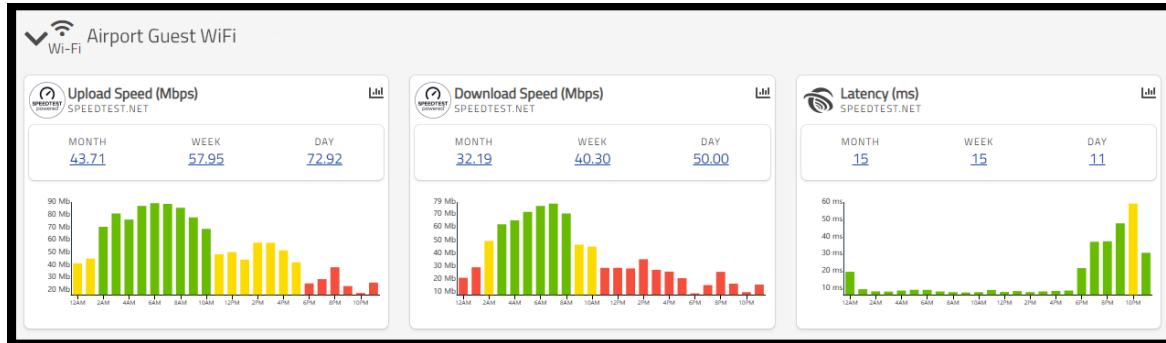 Wi-Fi
Airport Guest WiFi
SPEEDTEST
powered
Upload Speed (Mbps)
SPEEDTEST.NET
MONTH WEEK DAY
43.71 57.95 72.92
90 Mb
80 Mb
70 Mb
60 Mb
50 Mb
40 Mb
30 Mb
20 Mb
12AM 2AM 4AM 6AM 8AM 10AM 12PM 2PM 4PM 6PM 8PM 10PM
SPEEDTEST
powered
Download Speed (Mbps)
SPEEDTEST.NET
MONTH WEEK DAY
32.19 40.30 50.00
79 Mb
70 Mb
60 Mb
50 Mb
40 Mb
30 Mb
20 Mb
10 Mb
12AM 2AM 4AM 6AM 8AM 10AM 12PM 2PM 4PM 6PM 8PM 10PM
Latency (ms)
SPEEDTEST.NET
MONTH WEEK DAY
15 15 11
60 ms
50 ms
40 ms
30 ms
20 ms
10 ms
12AM 2AM 4AM 6AM 8AM 10AM 12PM 2PM 4PM 6PM 8PM 10PM